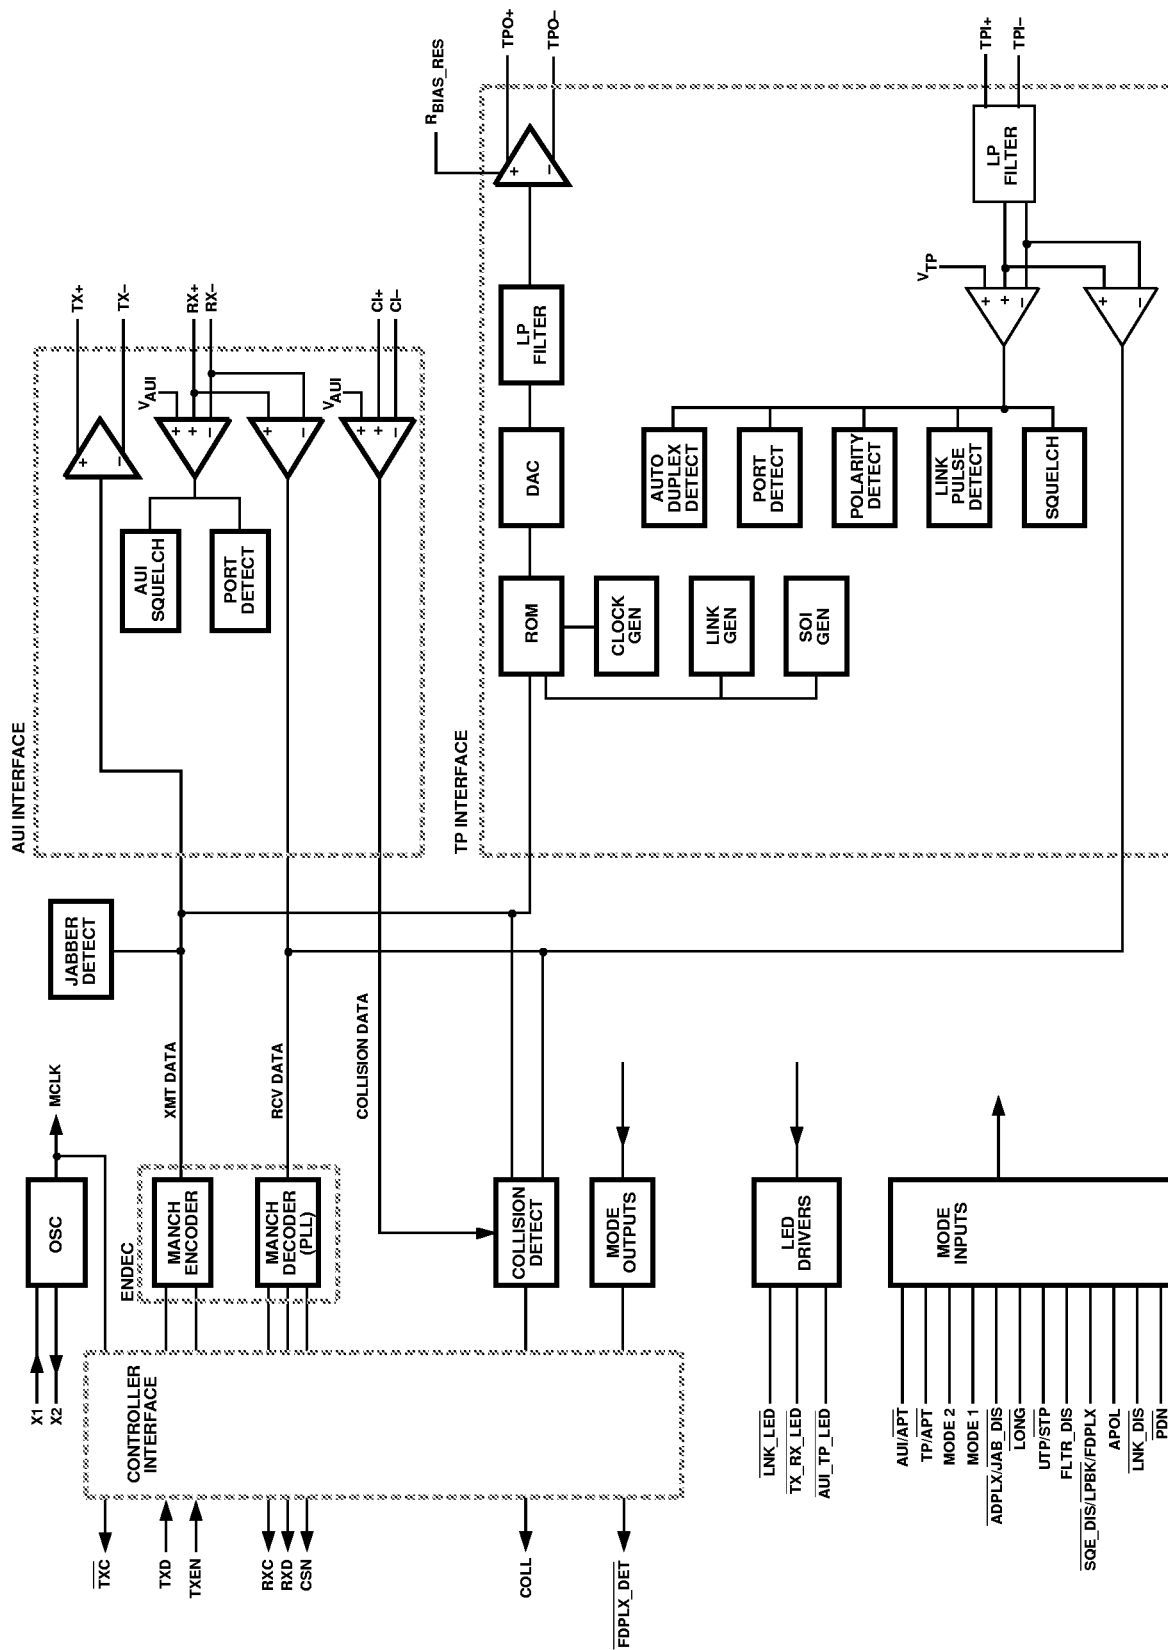 X1
X2
OSC
MCLK
JABBER
DETECT
AUI INTERFACE
TX+
TX–
RX+
RX–
CI+
CI–
+
–
VAUI
+
+
–
+
–
VAUI
+
+
–
AUI
SQUELCH
PORT
DETECT
CONTROLLER
INTERFACE
TXC
TXD
TXEN
RXC
RXD
CSN
COLL
FDPLX_DET
ENDEC
MANCH
ENCODER
MANCH
DECODER
(PLL)
XMT DATA
RCV DATA
COLLISION DATA
COLLISION
DETECT
MODE
OUTPUTS
TP INTERFACE
ROM
DAC
LP
FILTER
RBIAS_RES
+
–
TPO+
TPO–
CLOCK
GEN
LINK
GEN
SOI
GEN
AUTO
DUPLEX
DETECT
PORT
DETECT
POLARITY
DETECT
LINK
PULSE
DETECT
SQUELCH
VTP
+
+
–
+
–
LP
FILTER
TPI+
TPI–
LNK_LED
TX_RX_LED
AUI_TP_LED
LED
DRIVERS
AUI/APT
TP/APT
MODE 2
MODE 1
ADPLX/JAB_DIS
LONG
UTP/STP
FLTR_DIS
SQE_DIS/LPBK/FDPLX
APOL
LNK_DIS
PDN
MODE
INPUTS